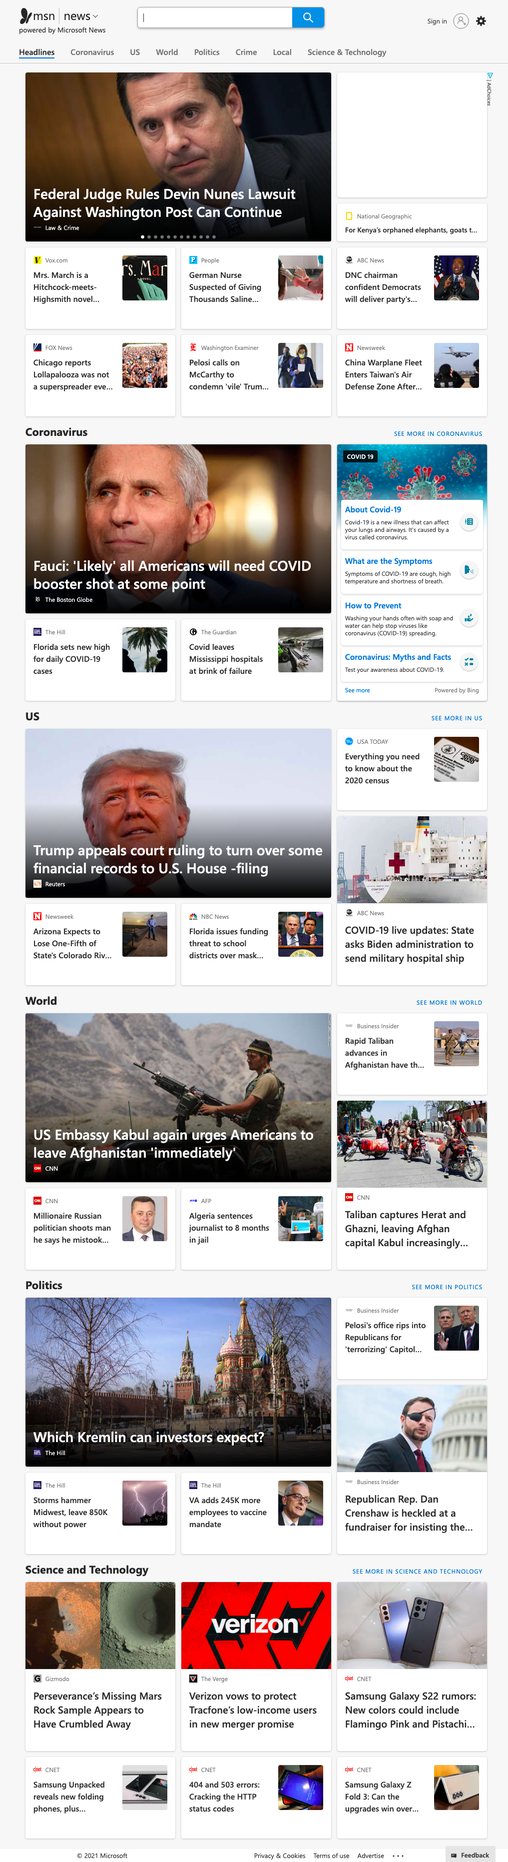 msn | news
powered by Microsoft News
Sign in
Headlines Coronavirus US World Politics Crime Local Science & Technology
Federal Judge Rules Devin Nunes Lawsuit
Against Washington Post Can Continue
Law & Crime
AdChoices
National Geographic
For Kenya's orphaned elephants, goats t...
Vox.com
Mrs. March is a
Hitchcock-meets-
Highsmith novel...
People
German Nurse
Suspected of Giving
Thousands Saline...
ABC News
DNC chairman
confident Democrats
will deliver party's...
FOX News
Chicago reports
Lollapalooza was not
a superspreader eve...
Washington Examiner
Pelosi calls on
McCarthy to
condemn 'vile' Trum...
Newsweek
China Warplane Fleet
Enters Taiwan's Air
Defense Zone After...
Coronavirus
SEE MORE IN CORONAVIRUS
Fauci: 'Likely' all Americans will need COVID
booster shot at some point
The Boston Globe
COVID 19
About Covid-19
Covid-19 is a new illness that can affect
your lungs and airways. It's caused by a
virus called coronavirus.
What are the Symptoms
Symptoms of COVID-19 are cough, high
temperature and shortness of breath.
How to Prevent
Washing your hands often with soap and
water can help stop viruses like
coronavirus (COVID-19) spreading.
Coronavirus: Myths and Facts
Test your awareness about COVID-19.
See more
Powered by Bing
The Hill
Florida sets new high
for daily COVID-19
cases
The Guardian
Covid leaves
Mississippi hospitals
at brink of failure
US
SEE MORE IN US
Trump appeals court ruling to turn over some
financial records to U.S. House -filing
Reuters
USA TODAY
Everything you need
to know about the
2020 census
ABC News
COVID-19 live updates: State
asks Biden administration to
send military hospital ship
Newsweek
Arizona Expects to
Lose One-Fifth of
State's Colorado Riv...
NBC News
Florida issues funding
threat to school
districts over mask...
World
SEE MORE IN WORLD
US Embassy Kabul again urges Americans to
leave Afghanistan 'immediately'
CNN
Business Insider
Rapid Taliban
advances in
Afghanistan have th...
CNN
Taliban captures Herat and
Ghazni, leaving Afghan
capital Kabul increasingly...
CNN
Millionaire Russian
politician shoots man
he says he mistook...
AFP
Algeria sentences
journalist to 8 months
in jail
Politics
SEE MORE IN POLITICS
Which Kremlin can investors expect?
The Hill
Business Insider
Pelosi's office rips into
Republicans for
'terrorizing' Capitol...
Business Insider
Republican Rep. Dan
Crenshaw is heckled at a
fundraiser for insisting the...
The Hill
Storms hammer
Midwest, leave 850K
without power
The Hill
VA adds 245K more
employees to vaccine
mandate
Science and Technology
SEE MORE IN SCIENCE AND TECHNOLOGY
Gizmodo
Perseverance's Missing Mars
Rock Sample Appears to
Have Crumbled Away
verizon
The Verge
Verizon vows to protect
Tracfone's low-income users
in new merger promise
CNET
Samsung Galaxy S22 rumors:
New colors could include
Flamingo Pink and Pistachi...
CNET
Samsung Unpacked
reveals new folding
phones, plus...
CNET
404 and 503 errors:
Cracking the HTTP
status codes
CNET
Samsung Galaxy Z
Fold 3: Can the
upgrades win over...
© 2021 Microsoft
Privacy & Cookies Terms of use Advertise ...
Feedback